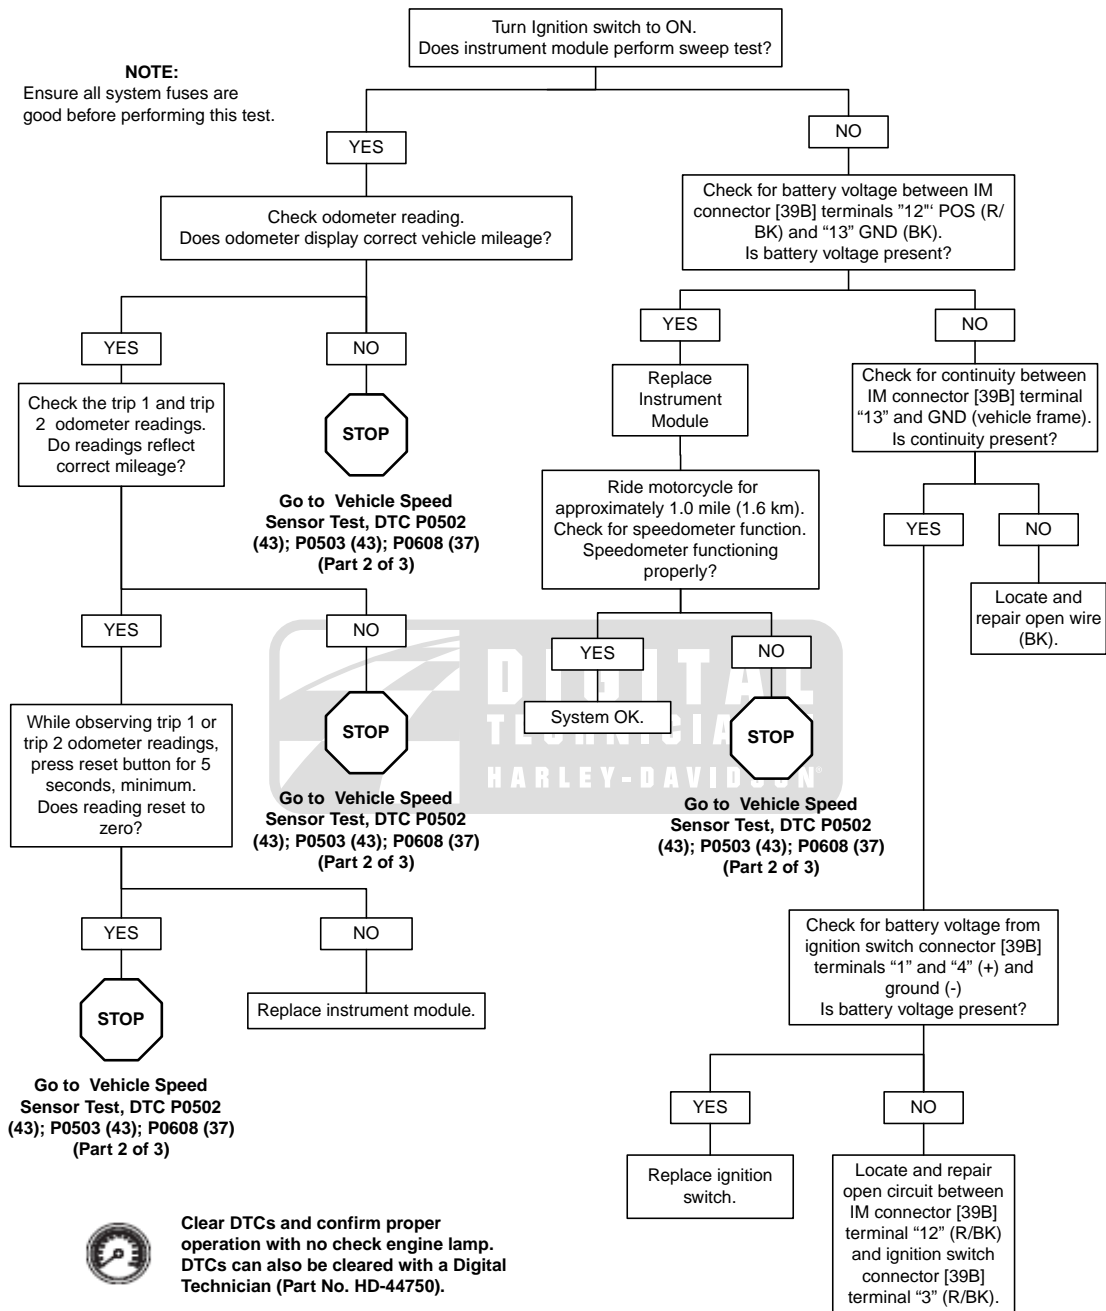 Turn Ignition switch to ON.
Does instrument module perform sweep test?
NOTE:
Ensure all system fuses are
good before performing this test.
YES
NO
Check odometer reading.
Does odometer display correct vehicle mileage?
Check for battery voltage between IM
connector [39B] terminals "12"‘ POS (R/
BK) and “13” GND (BK).
Is battery voltage present?
YES
NO
YES
NO
Check the trip 1 and trip
2 odometer readings.
Do readings reflect
correct mileage?
STOP
Go to Vehicle Speed
Sensor Test, DTC P0502
(43); P0503 (43); P0608 (37)
(Part 2 of 3)
Replace
Instrument
Module
Check for continuity between
IM connector [39B] terminal
“13” and GND (vehicle frame).
Is continuity present?
Ride motorcycle for
approximately 1.0 mile (1.6 km).
Check for speedometer function.
Speedometer functioning
properly?
YES
NO
Locate and
repair open wire
(BK).
YES
NO
YES
NO
DIGITAL
TECHNICIAN
HARLEY-DAVIDSON®
While observing trip 1 or
trip 2 odometer readings,
press reset button for 5
seconds, minimum.
Does reading reset to
zero?
STOP
Go to Vehicle Speed
Sensor Test, DTC P0502
(43); P0503 (43); P0608 (37)
(Part 2 of 3)
System OK.
STOP
Go to Vehicle Speed
Sensor Test, DTC P0502
(43); P0503 (43); P0608 (37)
(Part 2 of 3)
YES
NO
STOP
Go to Vehicle Speed
Sensor Test, DTC P0502
(43); P0503 (43); P0608 (37)
(Part 2 of 3)
Replace instrument module.
Check for battery voltage from
ignition switch connector [39B]
terminals “1” and “4” (+) and
ground (-)
Is battery voltage present?
YES
NO
Replace ignition
switch.
Locate and repair
open circuit between
IM connector [39B]
terminal “12” (R/BK)
and ignition switch
connector [39B]
terminal “3” (R/BK).
Clear DTCs and confirm proper
operation with no check engine lamp.
DTCs can also be cleared with a Digital
Technician (Part No. HD-44750).